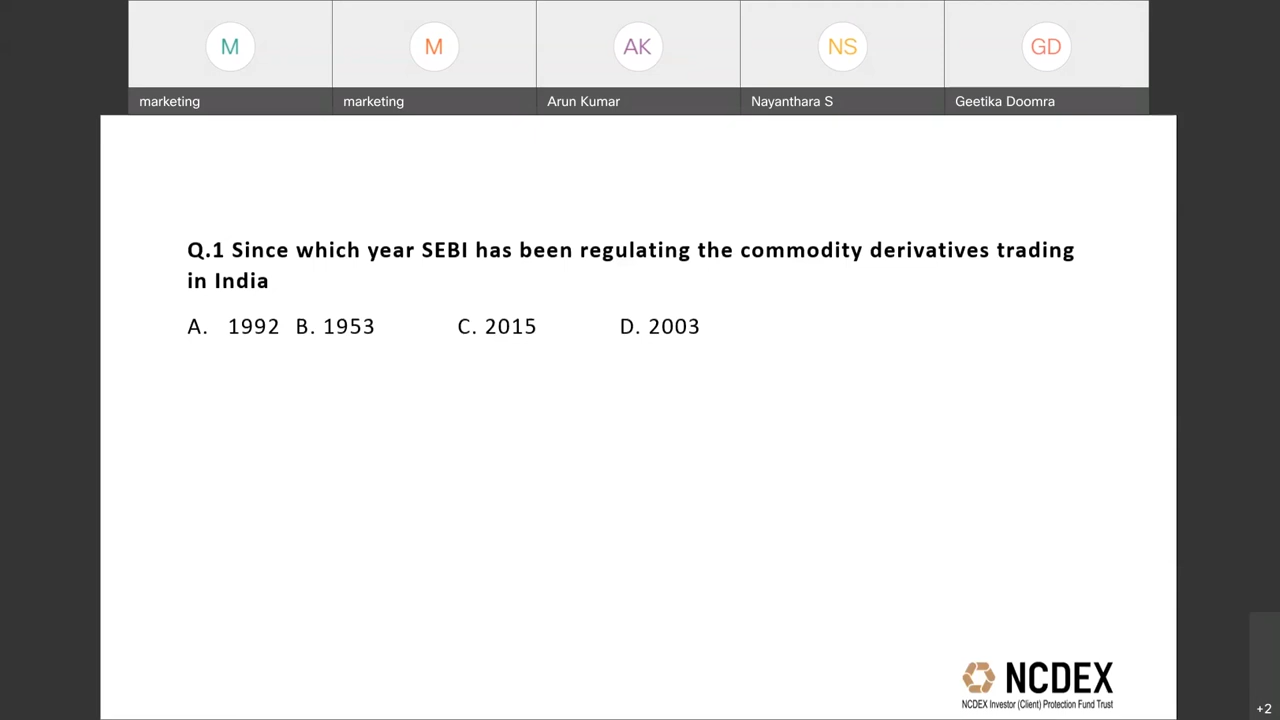 M M AK NS GD
marketing marketing Arun Kumar Nayanthara S Geetika Doomra
Q.1 Since which year SEBI has been regulating the commodity derivatives trading
in India
A. 1992 B. 1953 C. 2015 D. 2003
NCDEX
NCDEX Investor (Client) Protection Fund Trust
+2